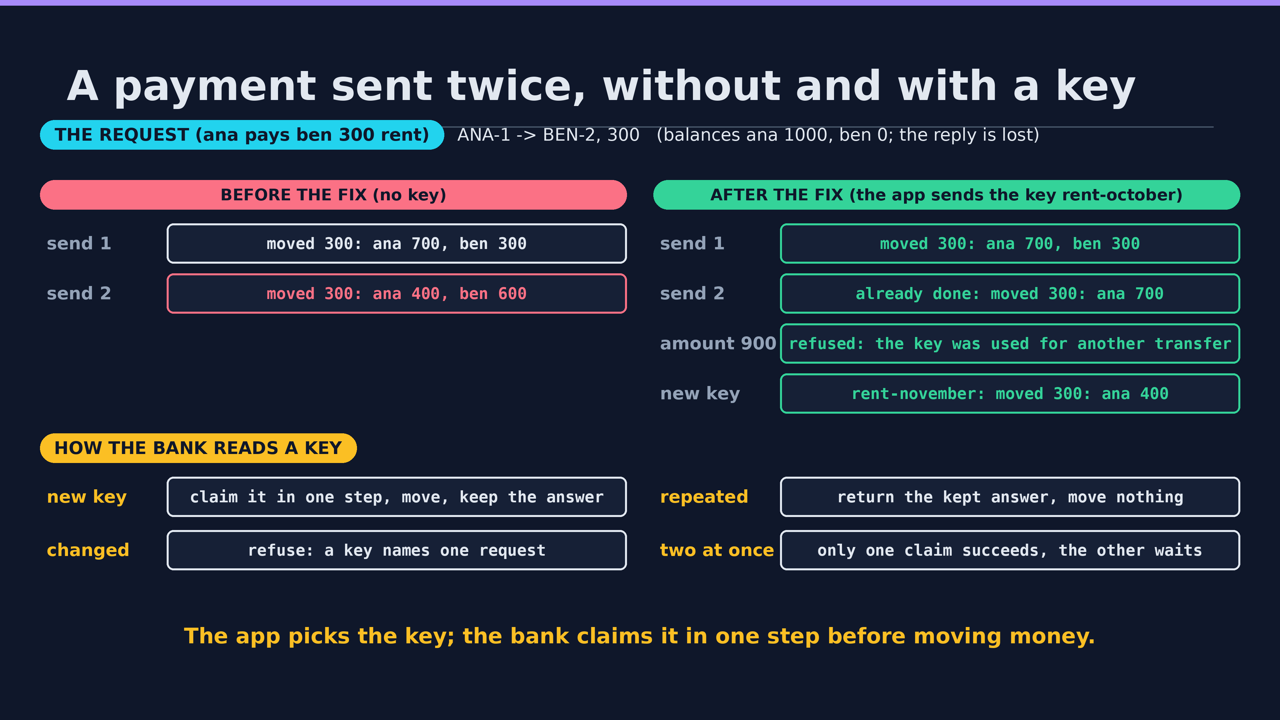 A payment sent twice, without and with a key
THE REQUEST (ana pays ben 300 rent) ANA-1 -> BEN-2, 300 (balances ana 1000, ben 0; the reply is lost)
BEFORE THE FIX (no key)
send 1 moved 300: ana 700, ben 300
send 2 moved 300: ana 400, ben 600
AFTER THE FIX (the app sends the key rent-october)
send 1 moved 300: ana 700, ben 300
send 2 already done: moved 300: ana 700
amount 900 refused: the key was used for another transfer
new key rent-november: moved 300: ana 400
HOW THE BANK READS A KEY
new key claim it in one step, move, keep the answer
repeated return the kept answer, move nothing
changed refuse: a key names one request
two at once only one claim succeeds, the other waits
The app picks the key; the bank claims it in one step before moving money.